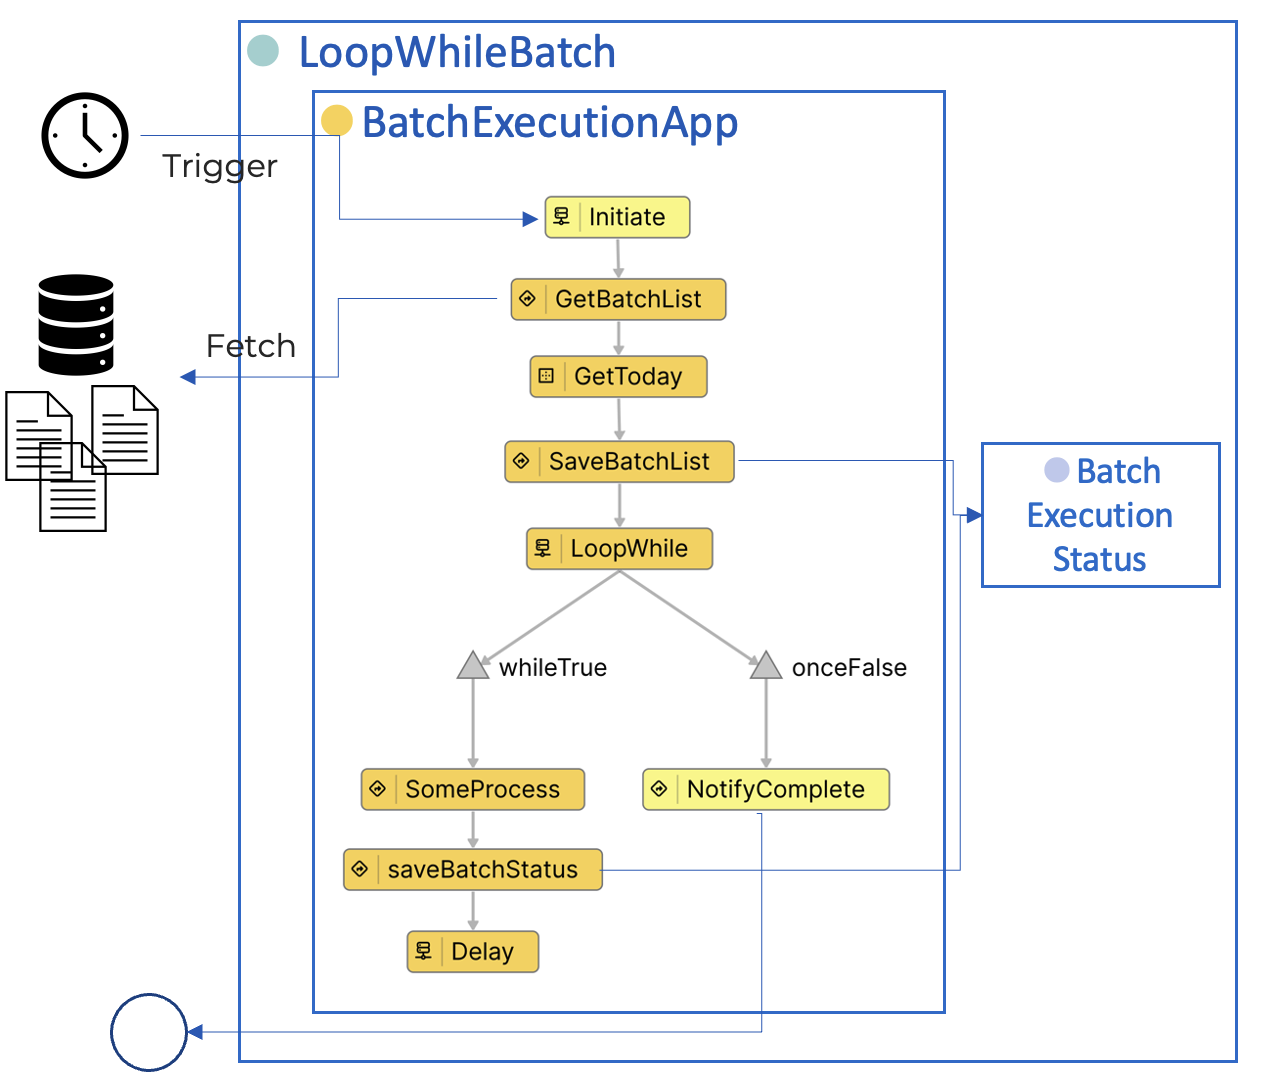 LoopWhileBatch
BatchExecutionApp
Trigger
Initiate
GetBatchList
Fetch
GetToday
SaveBatchList
Batch
Execution
Status
LoopWhile
whileTrue
onceFalse
SomeProcess
NotifyComplete
saveBatchStatus
Delay